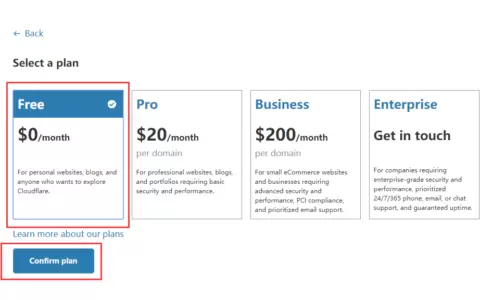 ← Back
Select a plan
Free
$0/month
For personal websites, blogs, and
anyone who wants to explore
Cloudflare.
Pro
$20/month
per domain
For professional websites, blogs,
and portfolios requiring basic
security and performance.
Business
$200/month
per domain
For small eCommerce websites
and businesses requiring
advanced security and
performance, PCI compliance,
and prioritized email support.
Enterprise
Get in touch
For companies requiring
enterprise-grade security and
performance, prioritized
24/7/365 phone, email, or chat
support, and guaranteed uptime.
Learn more about our plans
Confirm plan